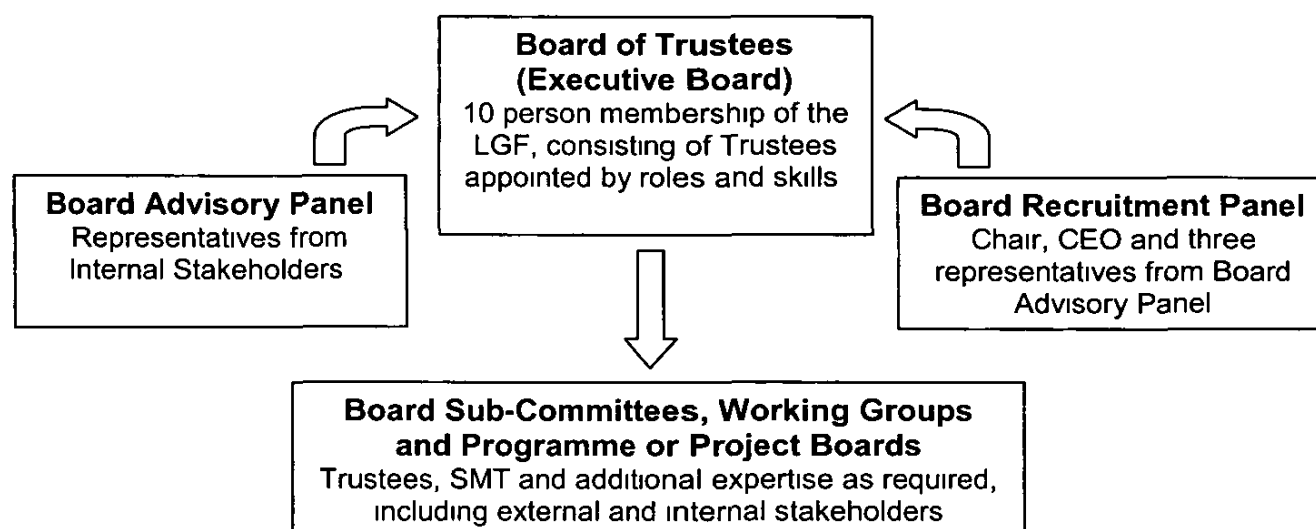 Board of Trustees
(Executive Board)
10 person membership of the
LGF, consisting of Trustees
appointed by roles and skills
Board Advisory Panel
Representatives from
Internal Stakeholders
Board Recruitment Panel
Chair, CEO and three
representatives from Board
Advisory Panel
Board Sub-Committees, Working Groups
and Programme or Project Boards
Trustees, SMT and additional expertise as required,
including external and internal stakeholders